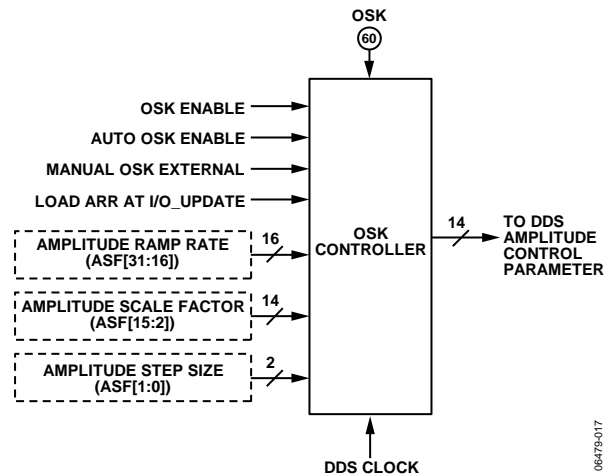 OSK
60
OSK ENABLE
AUTO OSK ENABLE
MANUAL OSK EXTERNAL
LOAD ARR AT I/O_UPDATE
AMPLITUDE RAMP RATE
(ASF[31:16])
16
AMPLITUDE SCALE FACTOR
(ASF[15:2])
14
AMPLITUDE STEP SIZE
(ASF[1:0])
2
OSK
CONTROLLER
14
TO DDS
AMPLITUDE
CONTROL
PARAMETER
DDS CLOCK
06479-017